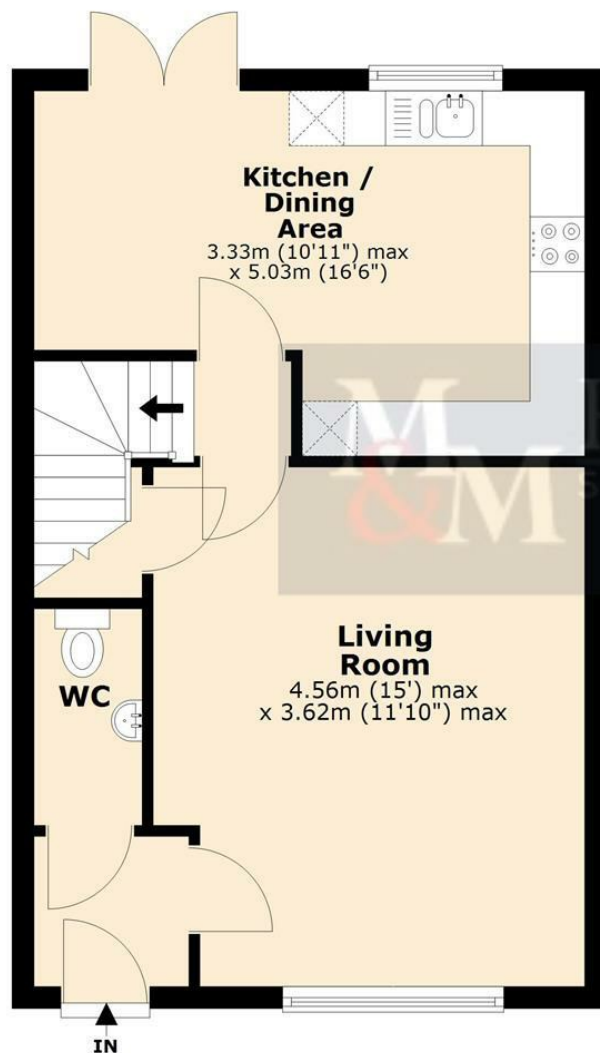 Kitchen /
Dining
Area
3.33m (10'11") max
x 5.03m (16'6")
M
&M
Living
Room
4.56m (15') max
x 3.62m (11'10") max
WC
IN